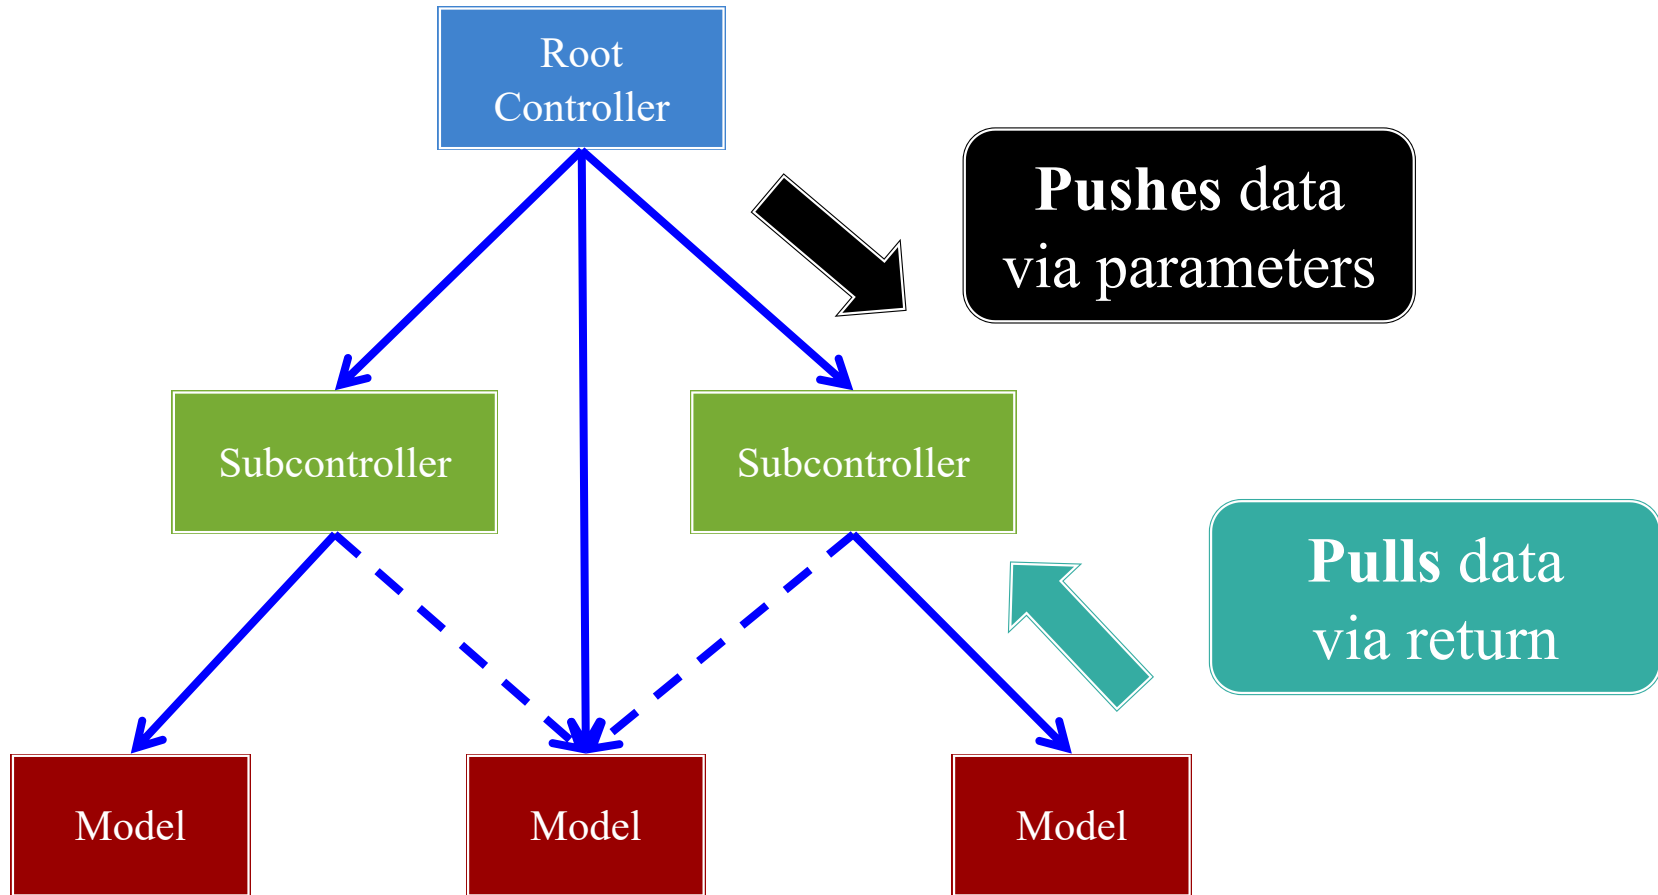 Root
Controller
Pushes data
via parameters
Subcontroller
Subcontroller
Pulls data
via return
Model
Model
Model